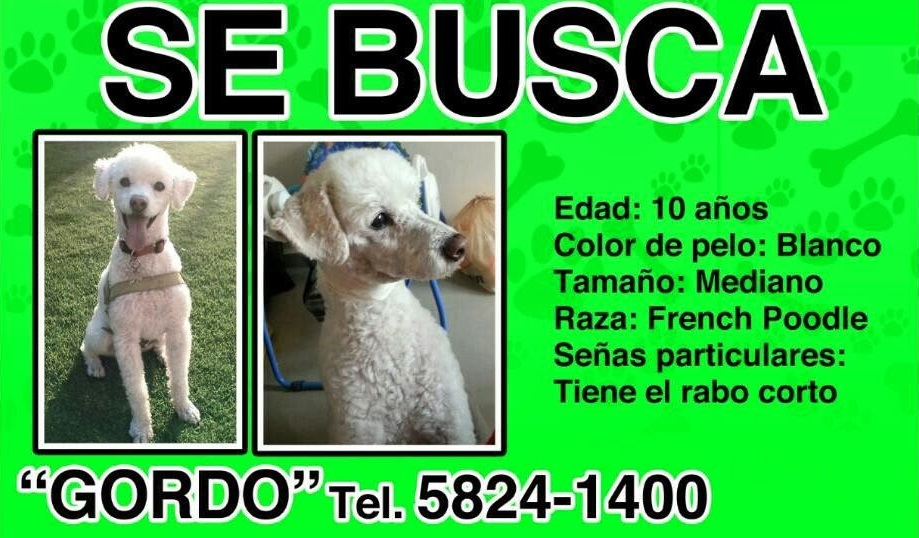 SE BUSCA
Edad: 10 años
Color de pelo: Blanco
Tamaño: Mediano
Raza: French Poodle
Señas particulares:
Tiene el rabo corto
“GORDO” Tel. 5824-1400